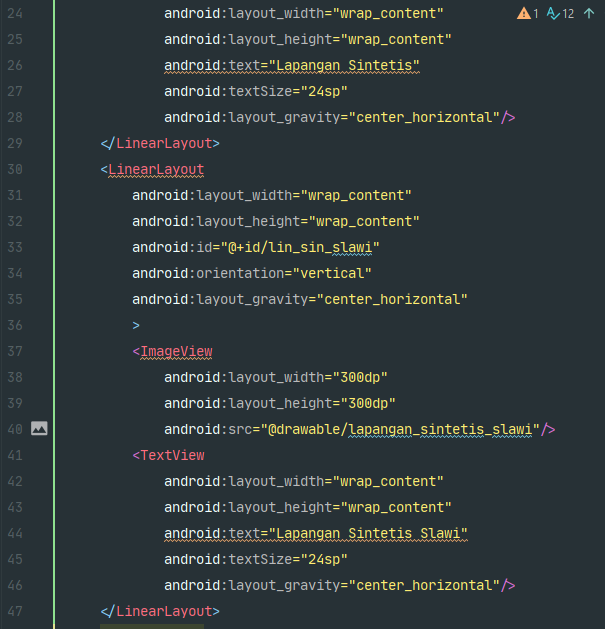 1 12
24 android:layout_width="wrap_content"
25 android:layout_height="wrap_content"
26 android:text="Lapangan Sintetis"
27 android:textSize="24sp"
28 android:layout_gravity="center_horizontal"/>
29 </LinearLayout>
30 <LinearLayout
31 android:layout_width="wrap_content"
32 android:layout_height="wrap_content"
33 android:id="@+id/lin_sin_slawi"
34 android:orientation="vertical"
35 android:layout_gravity="center_horizontal"
36 >
37 <ImageView
38 android:layout_width="300dp"
39 android:layout_height="300dp"
40 android:src="@drawable/lapangan_sintetis_slawi"/>
41 <TextView
42 android:layout_width="wrap_content"
43 android:layout_height="wrap_content"
44 android:text="Lapangan Sintetis Slawi"
45 android:textSize="24sp"
46 android:layout_gravity="center_horizontal"/>
47 </LinearLayout>